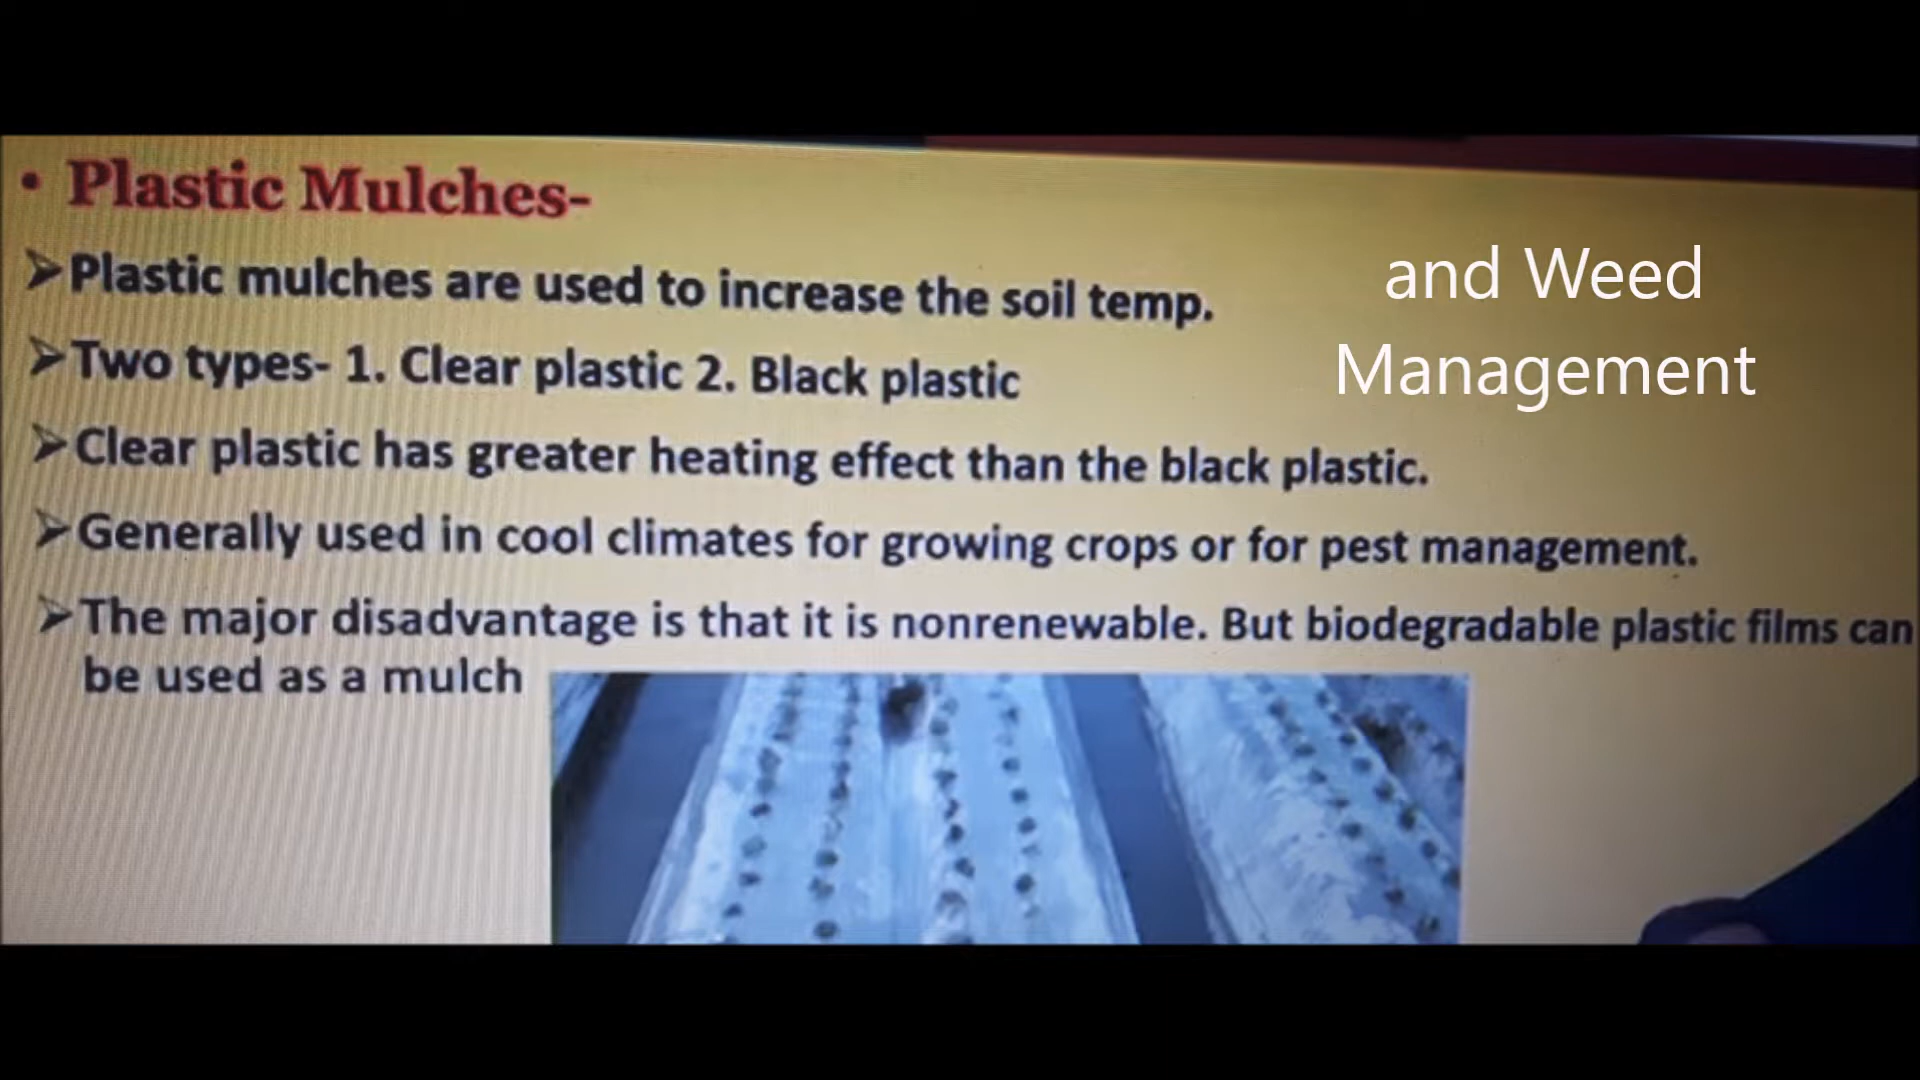 • Plastic Mulches-
➢Plastic mulches are used to increase the soil temp.
➢Two types- 1. Clear plastic 2. Black plastic
➢Clear plastic has greater heating effect than the black plastic.
➢Generally used in cool climates for growing crops or for pest management.
➢The major disadvantage is that it is nonrenewable. But biodegradable plastic films can
be used as a mulch
and Weed
Management